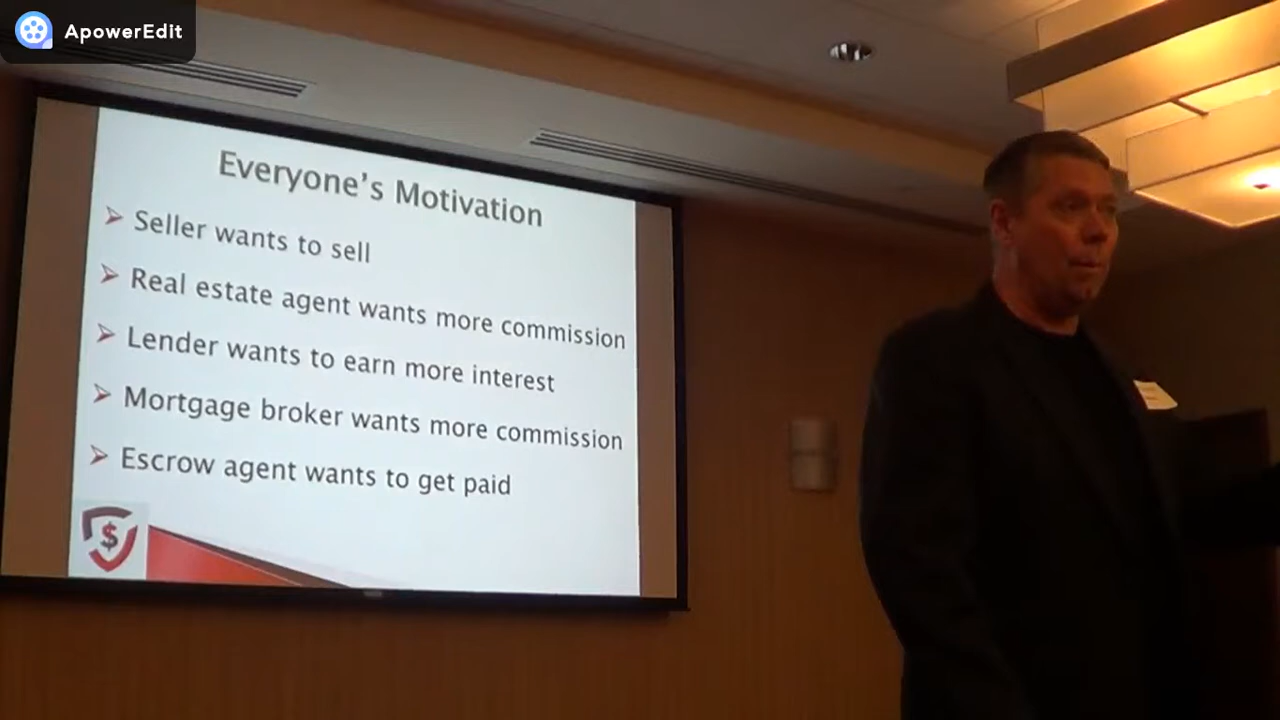 ApowerEdit
Everyone's Motivation
Seller wants to sell
Real estate agent wants more commission
Lender wants to earn more interest
Mortgage broker wants more commission
Escrow agent wants to get paid
$